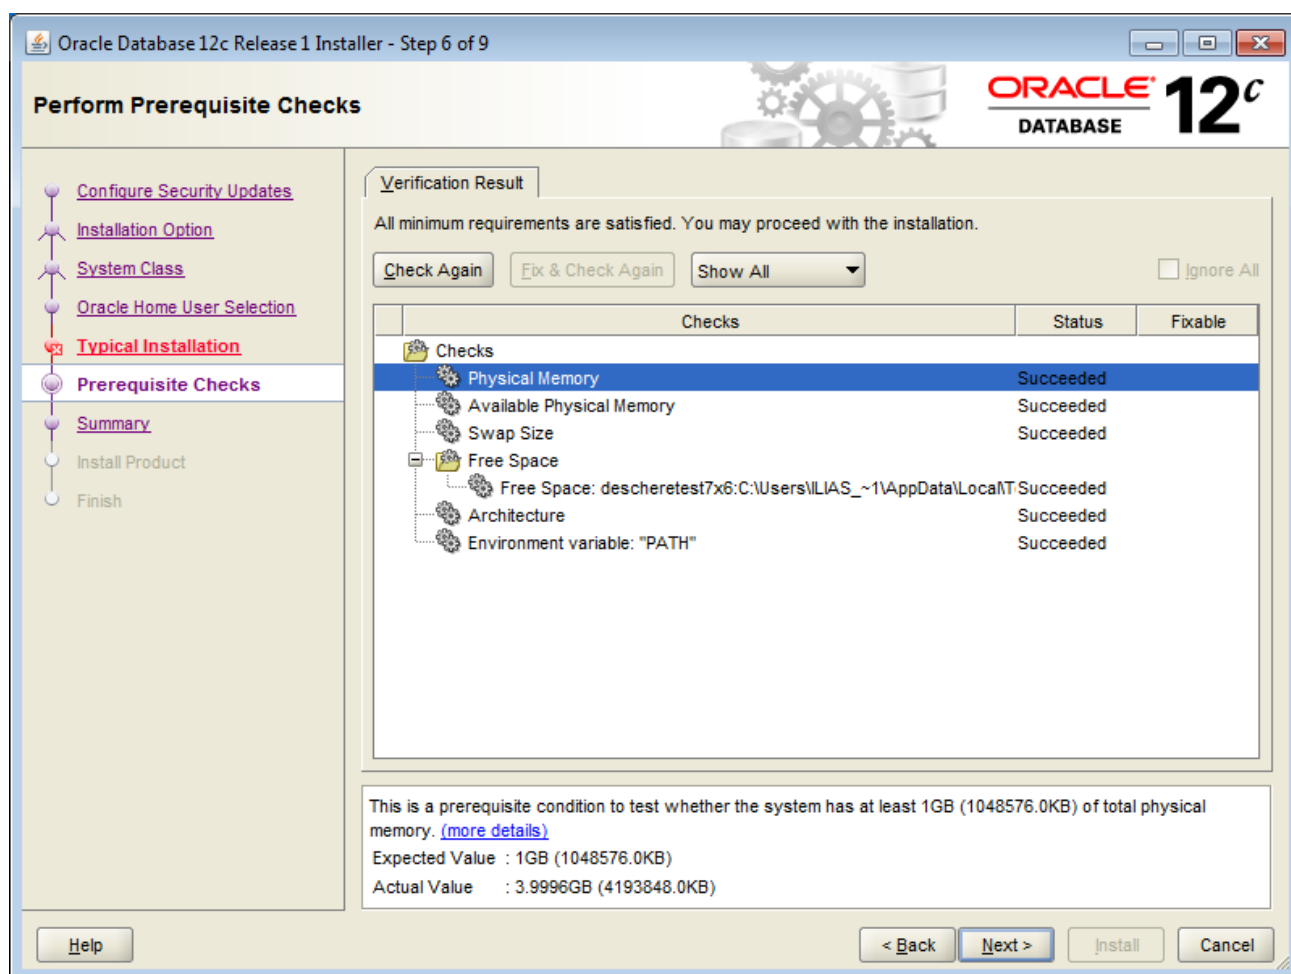 Oracle Database 12c Release 1 Installer - Step 6 of 9
Perform Prerequisite Checks
ORACLE
DATABASE
12c
Configure Security Updates
Installation Option
System Class
Oracle Home User Selection
Typical Installation
Prerequisite Checks
Summary
Install Product
Finish
Verification Result
All minimum requirements are satisfied. You may proceed with the installation.
Check Again Fix & Check Again Show All Ignore All
Checks Status Fixable
Checks
Physical Memory Succeeded
Available Physical Memory Succeeded
Swap Size Succeeded
Free Space
Free Space: descheretest7x6:C:\Users\ILIAS_~1\AppData\Local\T Succeeded
Architecture Succeeded
Environment variable: "PATH" Succeeded
This is a prerequisite condition to test whether the system has at least 1GB (1048576.0KB) of total physical
memory. (more details)
Expected Value : 1GB (1048576.0KB)
Actual Value : 3.9996GB (4193848.0KB)
Help < Back Next > Install Cancel